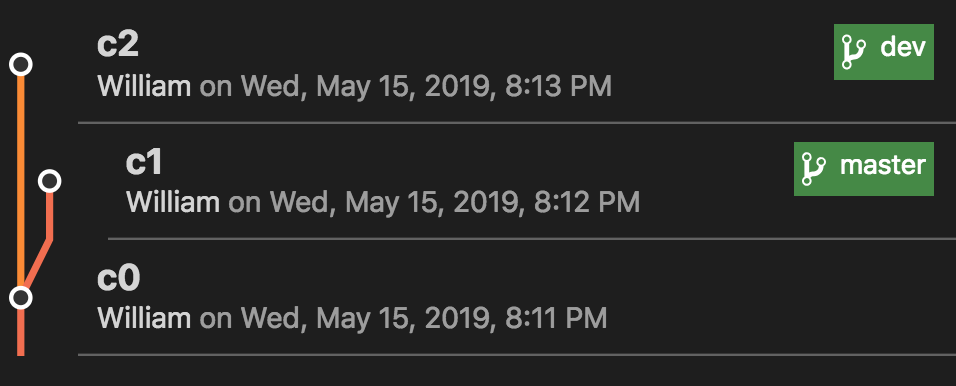 c2
dev
William on Wed, May 15, 2019, 8:13 PM
c1
master
William on Wed, May 15, 2019, 8:12 PM
c0
William on Wed, May 15, 2019, 8:11 PM